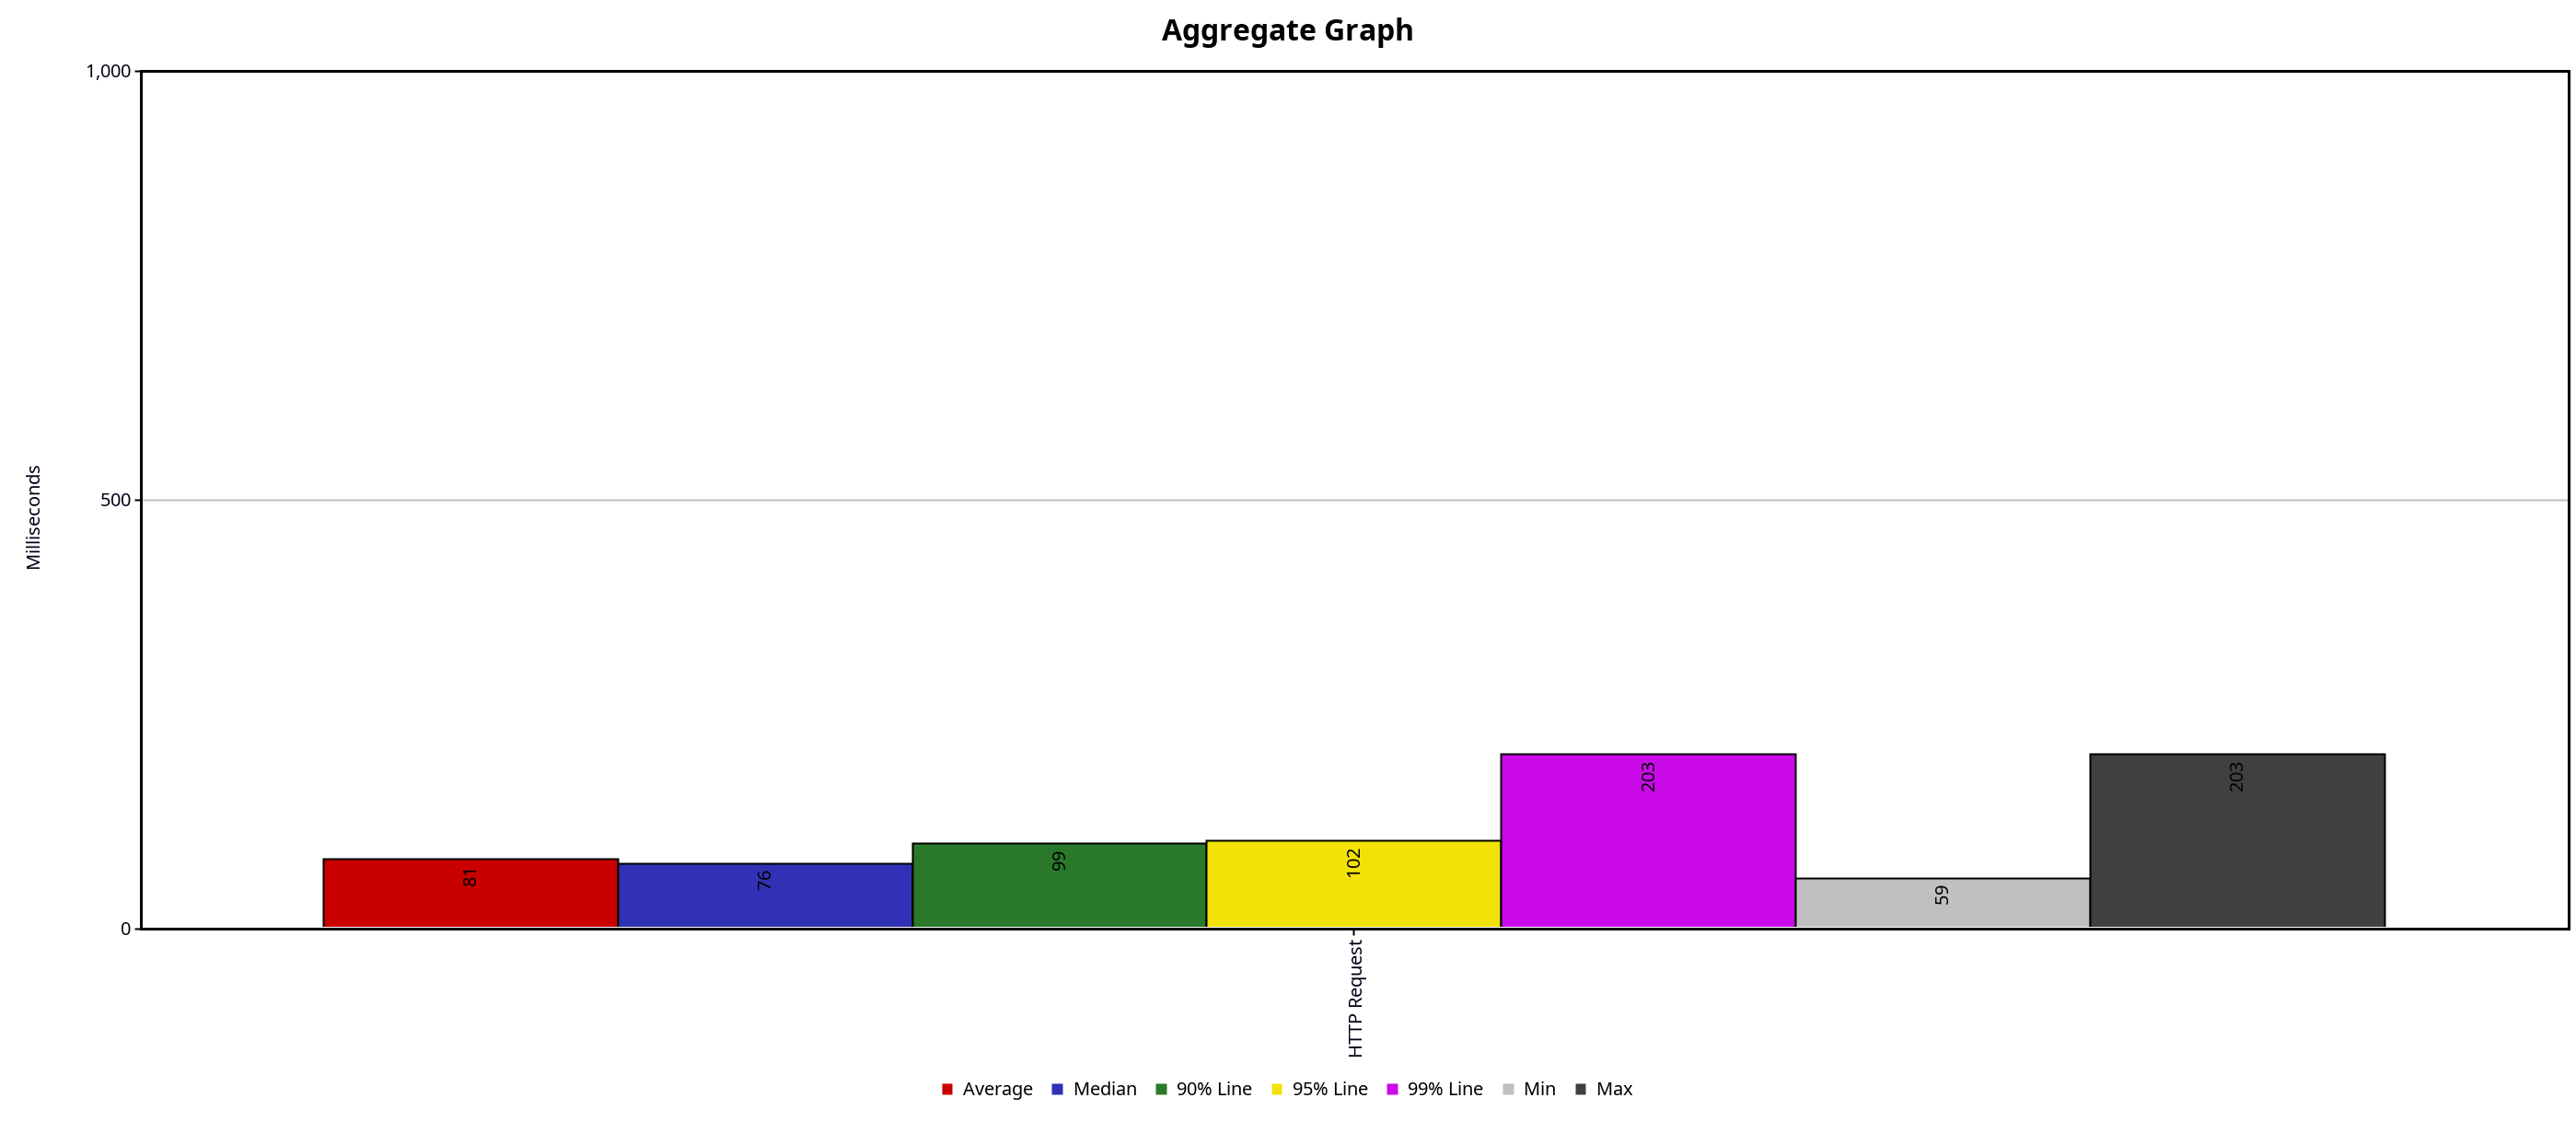 Aggregate Graph
1,000
500
0
Milliseconds
81
76
99
102
203
59
203
HTTP Request
Average Median 90% Line 95% Line 99% Line Min Max